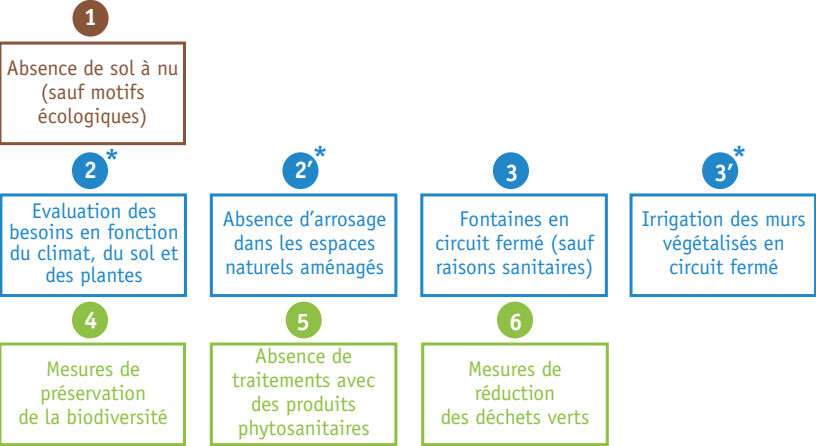 1
Absence de sol à nu
(sauf motifs
écologiques)
2*
Evaluation des
besoins en fonction
du climat, du sol et
des plantes
2’*
Absence d’arrosage
dans les espaces
naturels aménagés
3
Fontaines en
circuit fermé (sauf
raisons sanitaires)
3’*
Irrigation des murs
végétalisés en
circuit fermé
4
Mesures de
préservation
de la biodiversité
5
Absence de
traitements avec
des produits
phytosanitaires
6
Mesures de
réduction
des déchets verts